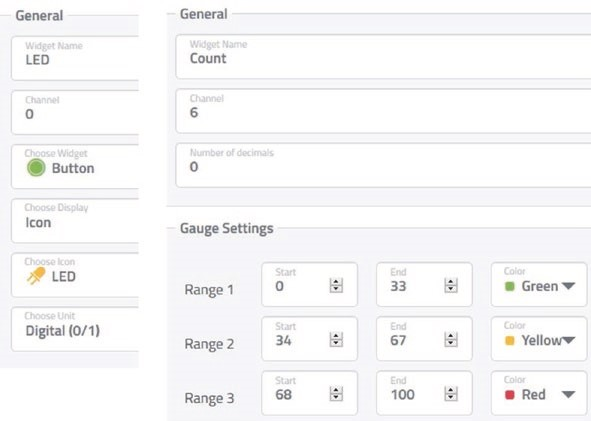 General
Widget Name
LED
Channel
0
Choose Widget
Button
Choose Display
Icon
Choose Icon
LED
Choose Unit
Digital (0/1)
General
Widget Name
Count
Channel
6
Number of decimals
0
Gauge Settings
Range 1
Start
0
End
33
Color
Green
Range 2
Start
34
End
67
Color
Yellow
Range 3
Start
68
End
100
Color
Red